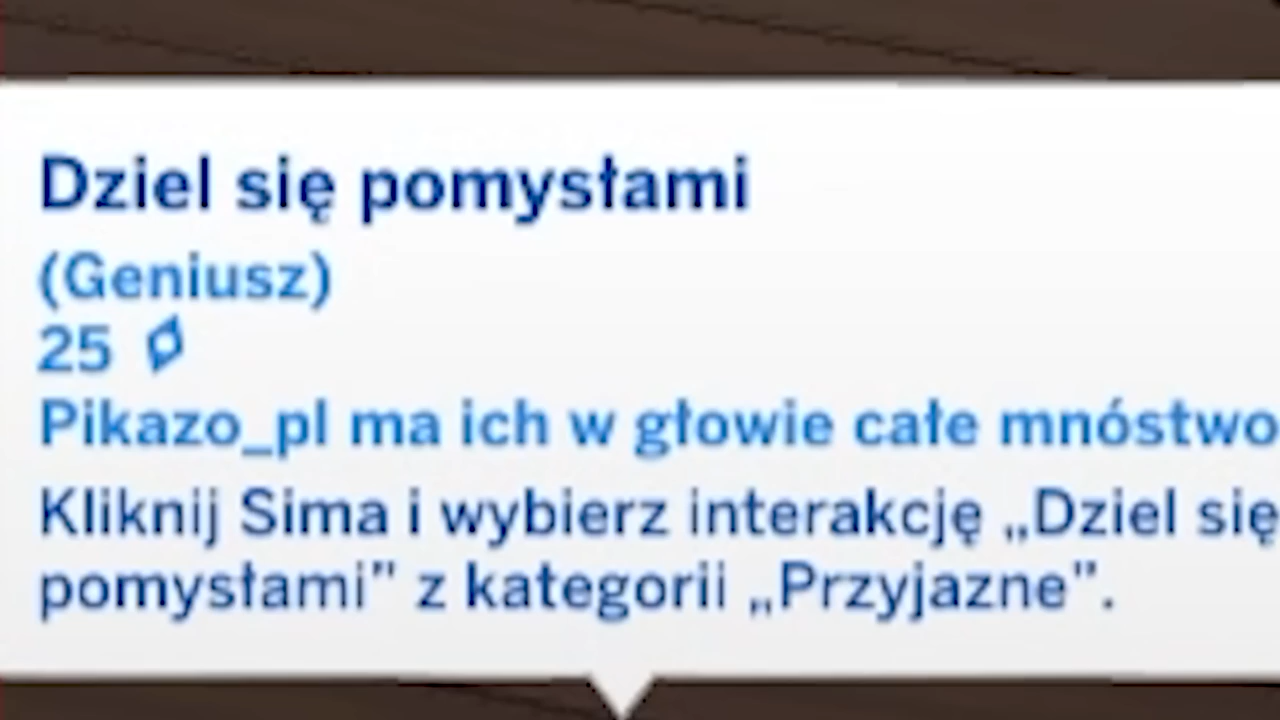 Dziel się pomysłami
(Geniusz)
25
Pikazo_pl ma ich w głowie całe mnóstwo
Kliknij Sima i wybierz interakcję „Dziel się
pomysłami” z kategorii „Przyjazne”.